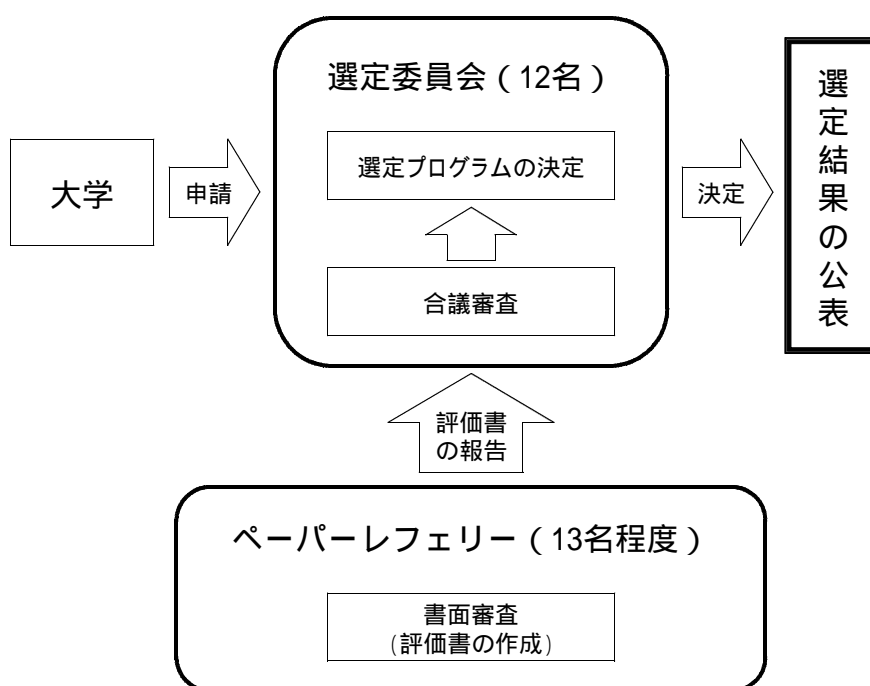 選定委員会(12名)
大学
申請
選定プログラムの決定
合議審査
決定
選定結果の公表
評価書
の報告
ペーパーレフェリー(13名程度)
書面審査
(評価書の作成)